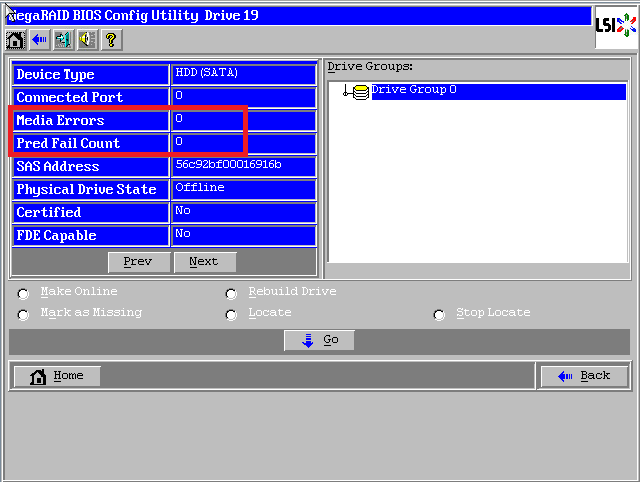 MegaRAID BIOS Config Utility Drive 19
LSI
Device Type HDD(SATA)
Connected Port 0
Media Errors 0
Pred Fail Count 0
SAS Address 56c92bf00016916b
Physical Drive State Offline
Certified No
FDE Capable No
Prev Next
Drive Groups:
Drive Group 0
Make Online Rebuild Drive
Mark as Missing Locate Stop Locate
Go
Home Back